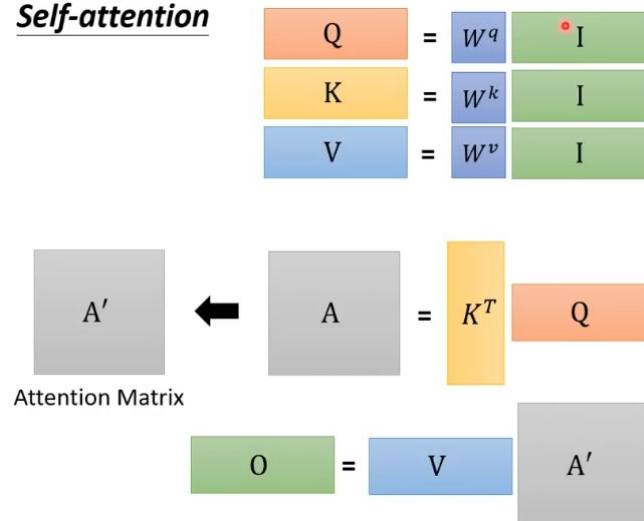 Self-attention
Q = W^q I
K = W^k I
V = W^v I
A′ A = K^T Q
Attention Matrix
O = V A′